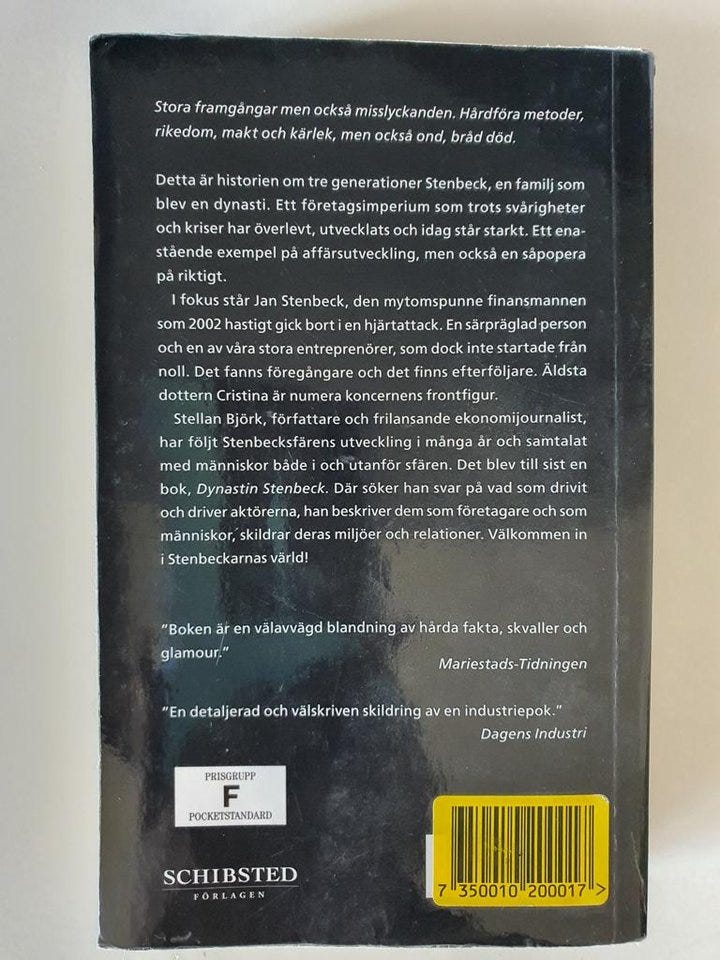 Stora framgångar men också misslyckanden. Hårdföra metoder,
rikedom, makt och kärlek, men också ond, bråd död.
Detta är historien om tre generationer Stenbeck, en familj som
blev en dynasti. Ett företagsimperium som trots svårigheter
och kriser har överlevt, utvecklats och idag står starkt. Ett ena-
stående exempel på affärsutveckling, men också en såpopera
på riktigt.
I fokus står Jan Stenbeck, den mytomspunne finansmannen
som 2002 hastigt gick bort i en hjärtattack. En särpräglad person
och en av våra stora entreprenörer, som dock inte startade från
noll. Det fanns föregångare och det finns efterföljare. Äldsta
dottern Cristina är numera koncernens frontfigur.
Stellan Björk, författare och frilansande ekonomijournalist,
har följt Stenbecksfärens utveckling i många år och samtalat
med människor både i och utanför sfären. Det blev till sist en
bok, Dynastin Stenbeck. Där söker han svar på vad som drivit
och driver aktörerna, han beskriver dem som företagare och som
människor, skildrar deras miljöer och relationer. Välkommen in
i Stenbeckarnas värld!
"Boken är en välavvägd blandning av hårda fakta, skvaller och
glamour."
Mariestads-Tidningen
"En detaljerad och välskriven skildring av en industriepok."
Dagens Industri
PRISGRUPP
F
POCKETSTANDARD
SCHIBSTED
FÖRLAGEN
7 350010 200017 >